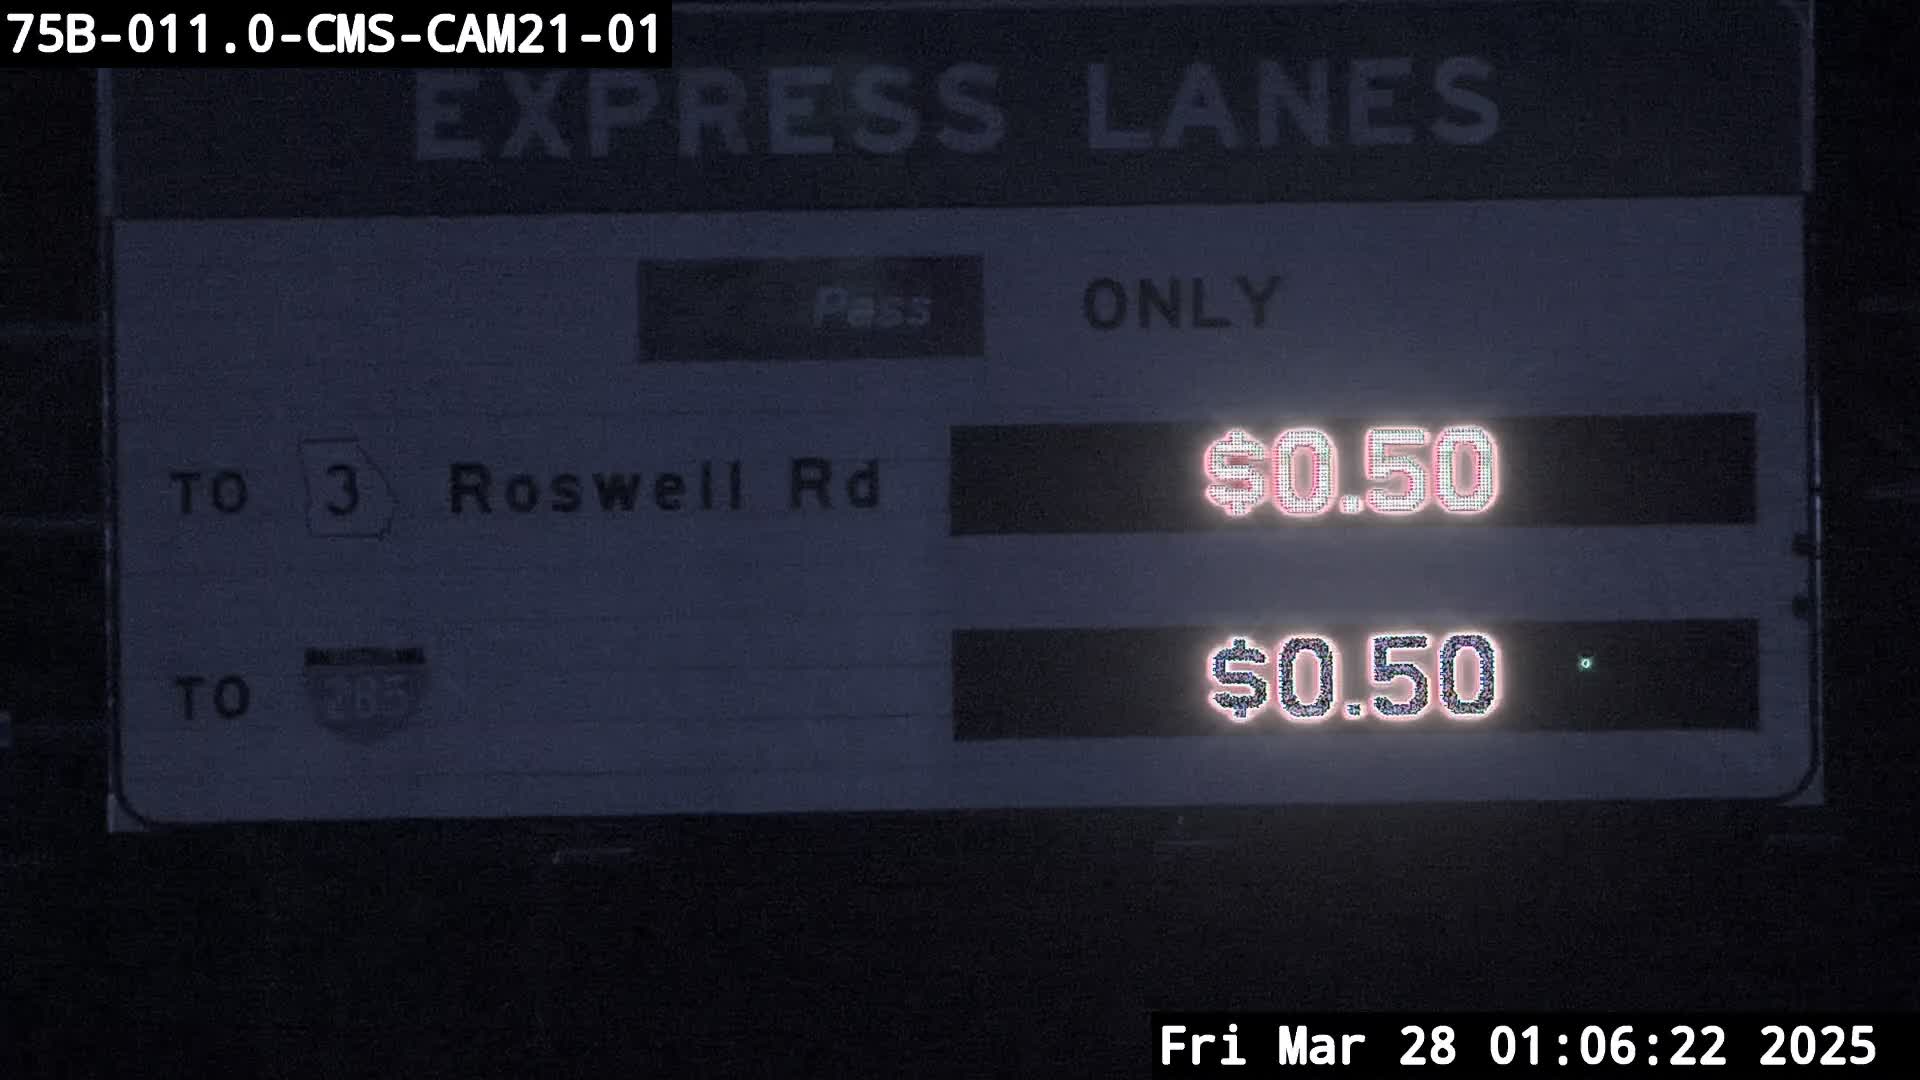 75B-011.0-CMS-CAM21-01
EXPRESS LANES
Pass ONLY
TO 3 Roswell Rd $0.50
TO 285 $0.50
Fri Mar 28 01:06:22 2025